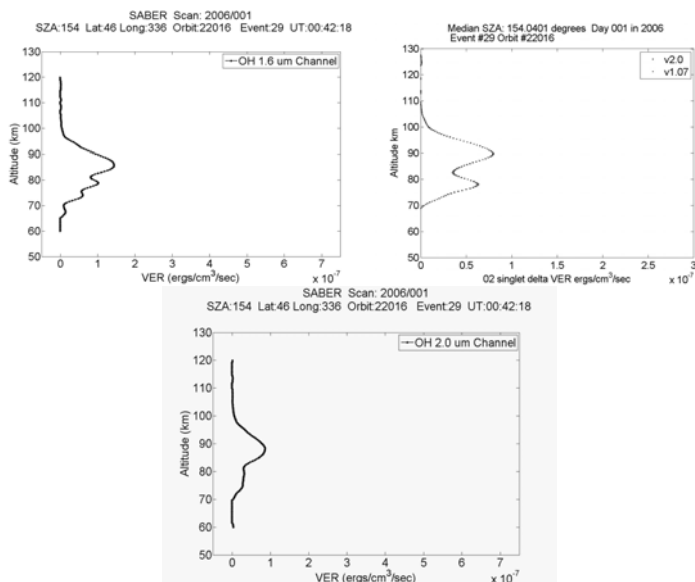 SABER Scan: 2006/001
SZA:154 Lat:46 Long:336 Orbit:22016 Event:29 UT:00:42:18
OH 1.6 um Channel
130
120
110
100
90
80
70
60
50
Altitude (km)
0 1 2 3 4 5 6 7
x 10⁻⁷
VER (ergs/cm³/sec)
Median SZA: 154.0401 degrees Day 001 in 2006
Event #29 Orbit #22016
v2.0
v1.07
130
120
110
100
90
80
70
60
50
Altitude km
0 0.5 1 1.5 2 2.5 3
x 10⁻⁷
02 singlet delta VER ergs/cm³/sec
SABER Scan: 2006/001
SZA:154 Lat:46 Long:336 Orbit:22016 Event:29 UT:00:42:18
OH 2.0 um Channel
130
120
110
100
90
80
70
60
50
Altitude (km)
0 1 2 3 4 5 6 7
x 10⁻⁷
VER (ergs/cm³/sec)